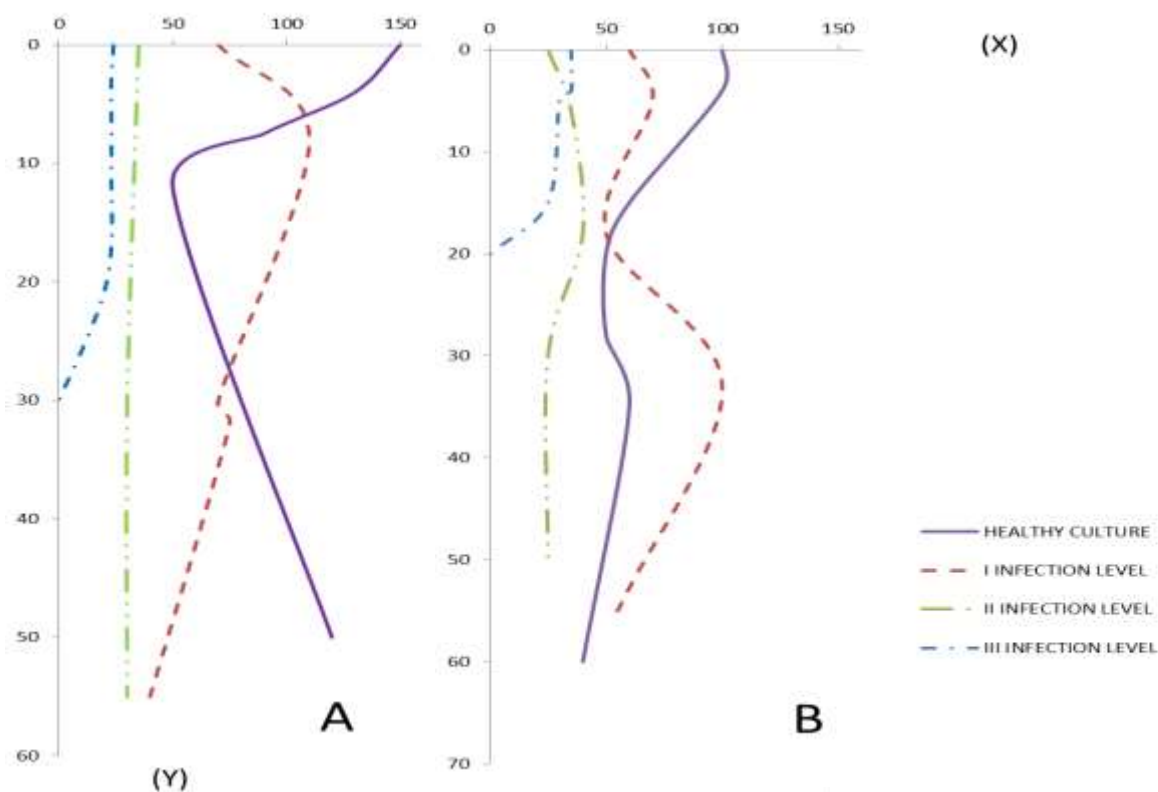 0 50 100 150
0
10
20
30
40
50
60
A
(Y)
0 50 100 150
(X)
0
10
20
30
40
50
60
70
B
HEALTHY CULTURE
I INFECTION LEVEL
II INFECTION LEVEL
III INFECTION LEVEL